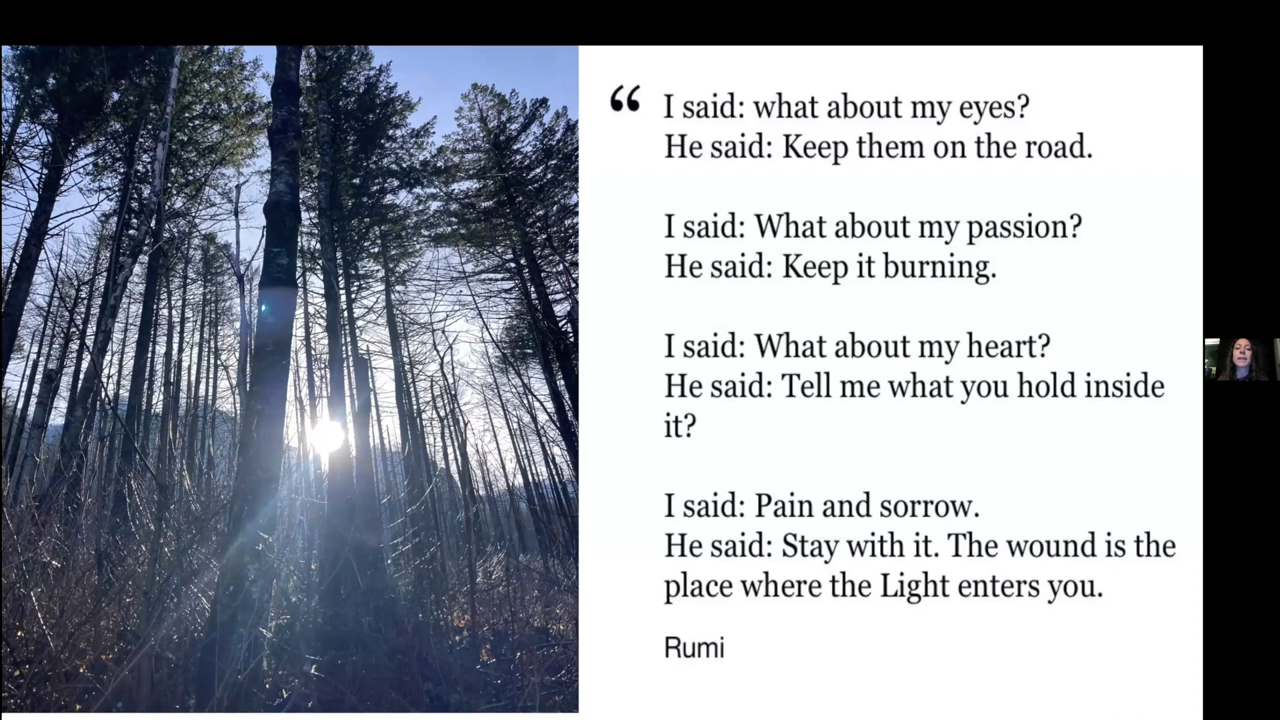 “ I said: what about my eyes?
He said: Keep them on the road.
I said: What about my passion?
He said: Keep it burning.
I said: What about my heart?
He said: Tell me what you hold inside
it?
I said: Pain and sorrow.
He said: Stay with it. The wound is the
place where the Light enters you.
Rumi